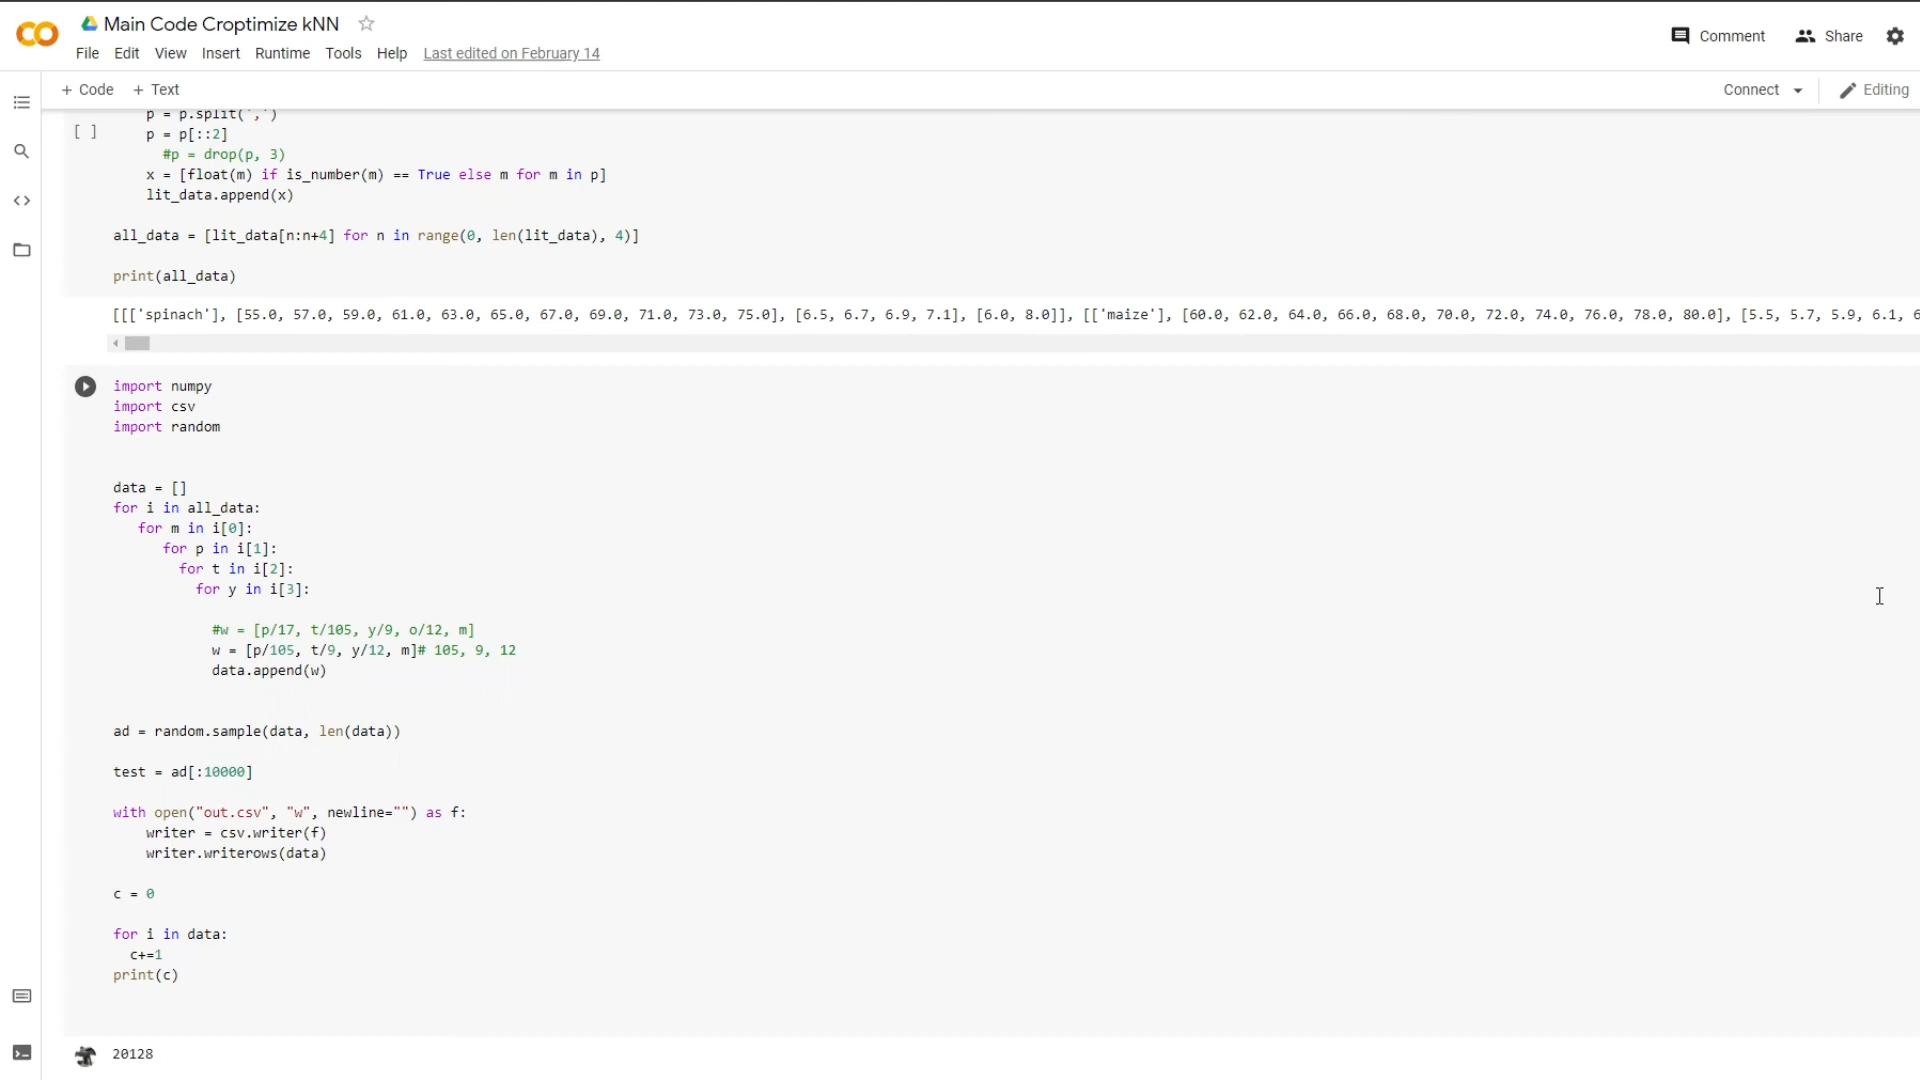 Main Code Croptimize kNN
File Edit View Insert Runtime Tools Help Last edited on February 14
Comment Share
+ Code + Text
Connect Editing
p = p.split(',')
[ ]
p = p[::2]
#p = drop(p, 3)
x = [float(m) if is_number(m) == True else m for m in p]
lit_data.append(x)
all_data = [lit_data[n:n+4] for n in range(0, len(lit_data), 4)]
print(all_data)
[[['spinach'], [55.0, 57.0, 59.0, 61.0, 63.0, 65.0, 67.0, 69.0, 71.0, 73.0, 75.0], [6.5, 6.7, 6.9, 7.1], [6.0, 8.0]], [['maize'], [60.0, 62.0, 64.0, 66.0, 68.0, 70.0, 72.0, 74.0, 76.0, 78.0, 80.0], [5.5, 5.7, 5.9, 6.1, 6
import numpy
import csv
import random
data = []
for i in all_data:
for m in i[0]:
for p in i[1]:
for t in i[2]:
for y in i[3]:
#w = [p/17, t/105, y/9, o/12, m]
w = [p/105, t/9, y/12, m]# 105, 9, 12
data.append(w)
ad = random.sample(data, len(data))
test = ad[:10000]
with open("out.csv", "w", newline="") as f:
writer = csv.writer(f)
writer.writerows(data)
c = 0
for i in data:
c+=1
print(c)
20128